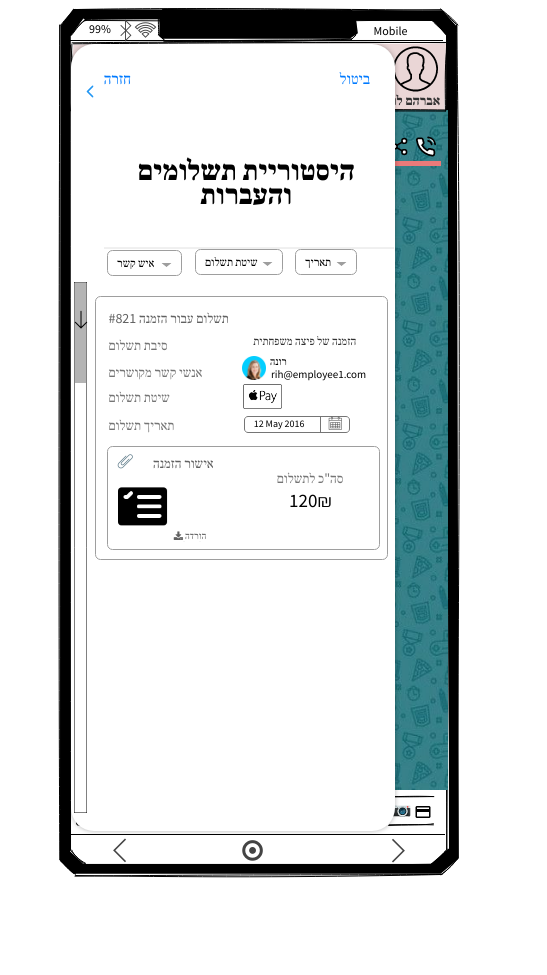 99%
Mobile
ביטול
חזרה
אברהם לו
היסטוריית תשלומים
והעברות
תאריך
שיטת תשלום
איש קשר
תשלום עבור הזמנה #821
סיבת תשלום
הזמנה של פיצה משפחתית
אנשי קשר מקושרים
רונה
rih@employee1.com
שיטת תשלום
Pay
תאריך תשלום
12 May 2016
אישור הזמנה
סה"כ לתשלום
120₪
הורדה